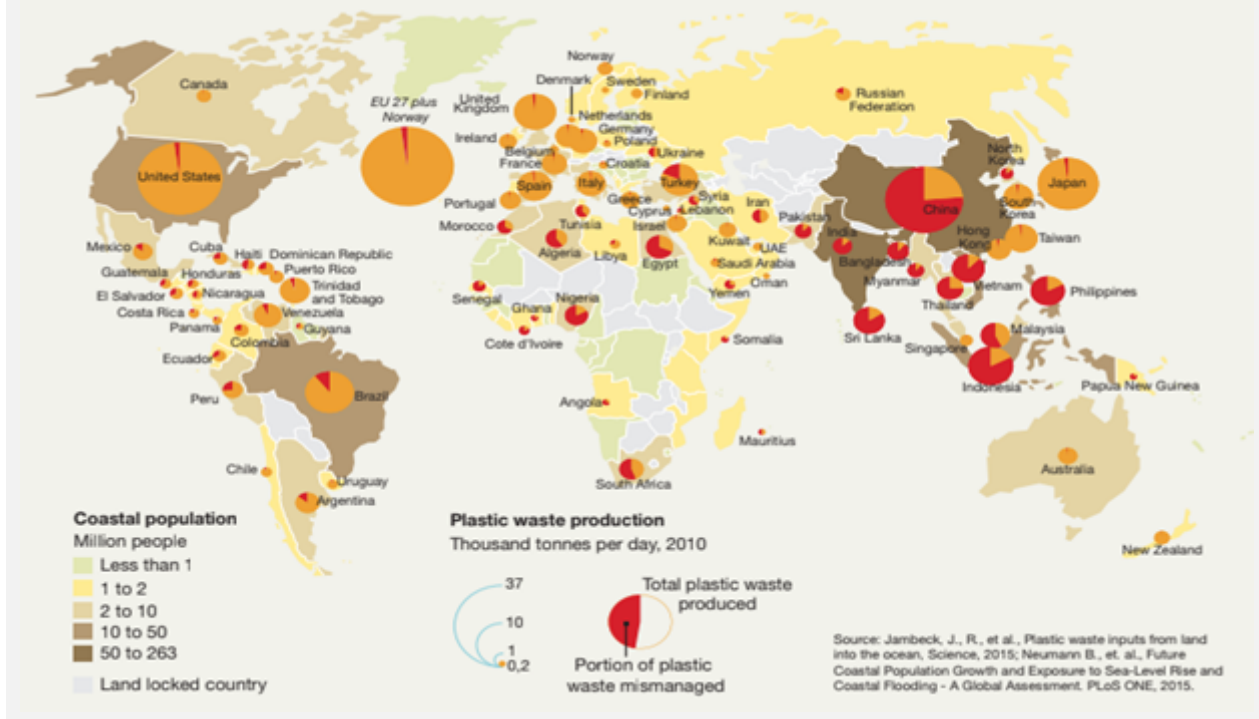 Norway
Denmark
Sweden
Finland
Canada
EU 27 plus
Norway
United
Kingdom
Netherlands
Germany
Poland
Ireland
Belgium
France
Croatia
Ukraine
Russian
Federation
North
Korea
United States
Spain
Italy
Turkey
Japan
Portugal
Greece
Syria
Cyprus
Lebanon
Iran
China
South
Korea
Morocco
Tunisia
Israel
Pakistan
India
Hong
Kong
Taiwan
Mexico
Cuba
Haiti
Dominican Republic
Algeria
Libya
Egypt
Kuwait
UAE
Bangladesh
Guatemala
Honduras
Puerto Rico
Saudi Arabia
Myanmar
El Salvador
Nicaragua
Trinidad
and Tobago
Senegal
Nigeria
Yemen
Oman
Vietnam
Philippines
Costa Rica
Venezuela
Ghana
Thailand
Panama
Guyana
Colombia
Cote d'Ivoire
Somalia
Sri Lanka
Malaysia
Singapore
Ecuador
Indonesia
Papua New Guinea
Peru
Brazil
Angola
Mauritius
Chile
Uruguay
Argentina
South Africa
Australia
New Zealand
Coastal population
Million people
Less than 1
1 to 2
2 to 10
10 to 50
50 to 263
Land locked country
Plastic waste production
Thousand tonnes per day, 2010
37
10
1
0,2
Total plastic waste
produced
Portion of plastic
waste mismanaged
Source: Jambeck, J., R., et al., Plastic waste inputs from land
into the ocean, Science, 2015; Neumann B., et. al., Future
Coastal Population Growth and Exposure to Sea-Level Rise and
Coastal Flooding - A Global Assessment. PLoS ONE, 2015.